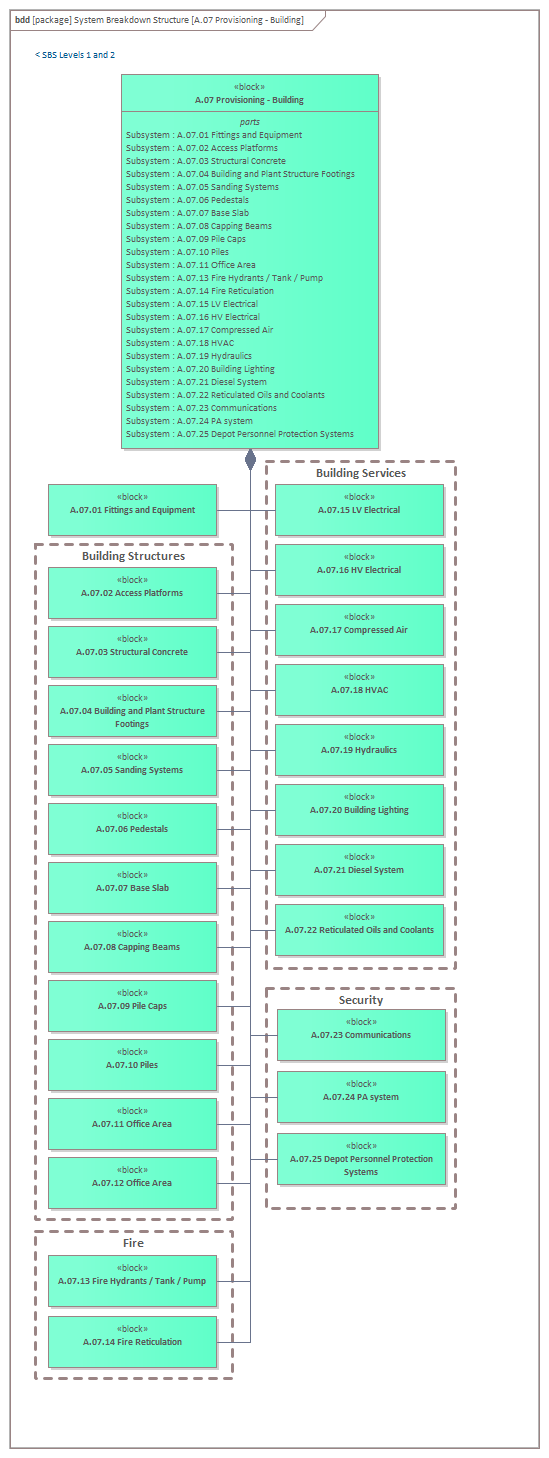 bdd [package] System Breakdown Structure [A.07 Provisioning - Building]
< SBS Levels 1 and 2
«block»
A.07 Provisioning - Building
parts
Subsystem : A.07.01 Fittings and Equipment
Subsystem : A.07.02 Access Platforms
Subsystem : A.07.03 Structural Concrete
Subsystem : A.07.04 Building and Plant Structure Footings
Subsystem : A.07.05 Sanding Systems
Subsystem : A.07.06 Pedestals
Subsystem : A.07.07 Base Slab
Subsystem : A.07.08 Capping Beams
Subsystem : A.07.09 Pile Caps
Subsystem : A.07.10 Piles
Subsystem : A.07.11 Office Area
Subsystem : A.07.13 Fire Hydrants / Tank / Pump
Subsystem : A.07.14 Fire Reticulation
Subsystem : A.07.15 LV Electrical
Subsystem : A.07.16 HV Electrical
Subsystem : A.07.17 Compressed Air
Subsystem : A.07.18 HVAC
Subsystem : A.07.19 Hydraulics
Subsystem : A.07.20 Building Lighting
Subsystem : A.07.21 Diesel System
Subsystem : A.07.22 Reticulated Oils and Coolants
Subsystem : A.07.23 Communications
Subsystem : A.07.24 PA system
Subsystem : A.07.25 Depot Personnel Protection Systems
«block»
A.07.01 Fittings and Equipment
Building Structures
«block»
A.07.02 Access Platforms
«block»
A.07.03 Structural Concrete
«block»
A.07.04 Building and Plant Structure
Footings
«block»
A.07.05 Sanding Systems
«block»
A.07.06 Pedestals
«block»
A.07.07 Base Slab
«block»
A.07.08 Capping Beams
«block»
A.07.09 Pile Caps
«block»
A.07.10 Piles
«block»
A.07.11 Office Area
«block»
A.07.12 Office Area
Fire
«block»
A.07.13 Fire Hydrants / Tank / Pump
«block»
A.07.14 Fire Reticulation
Building Services
«block»
A.07.15 LV Electrical
«block»
A.07.16 HV Electrical
«block»
A.07.17 Compressed Air
«block»
A.07.18 HVAC
«block»
A.07.19 Hydraulics
«block»
A.07.20 Building Lighting
«block»
A.07.21 Diesel System
«block»
A.07.22 Reticulated Oils and Coolants
Security
«block»
A.07.23 Communications
«block»
A.07.24 PA system
«block»
A.07.25 Depot Personnel Protection
Systems